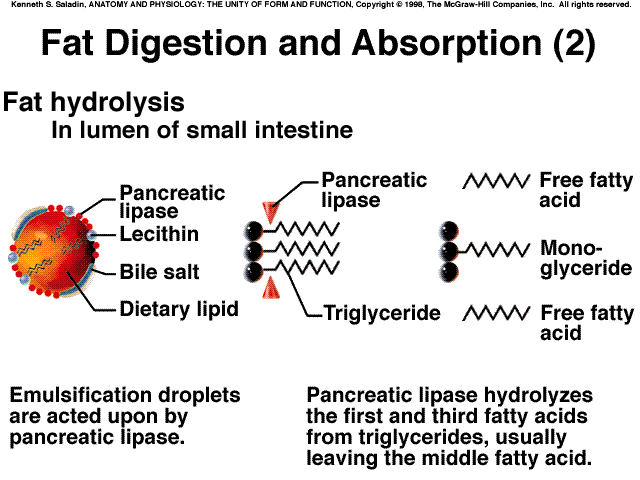 Kenneth S. Saladin, ANATOMY AND PHYSIOLOGY: THE UNITY OF FORM AND FUNCTION, Copyright © 1998, The McGraw-Hill Companies, Inc. All rights reserved.
Fat Digestion and Absorption (2)
Fat hydrolysis
In lumen of small intestine
Pancreatic
lipase
Lecithin
Bile salt
Dietary lipid
Pancreatic
lipase
Triglyceride
Free fatty
acid
Mono-
glyceride
Free fatty
acid
Emulsification droplets
are acted upon by
pancreatic lipase.
Pancreatic lipase hydrolyzes
the first and third fatty acids
from triglycerides, usually
leaving the middle fatty acid.